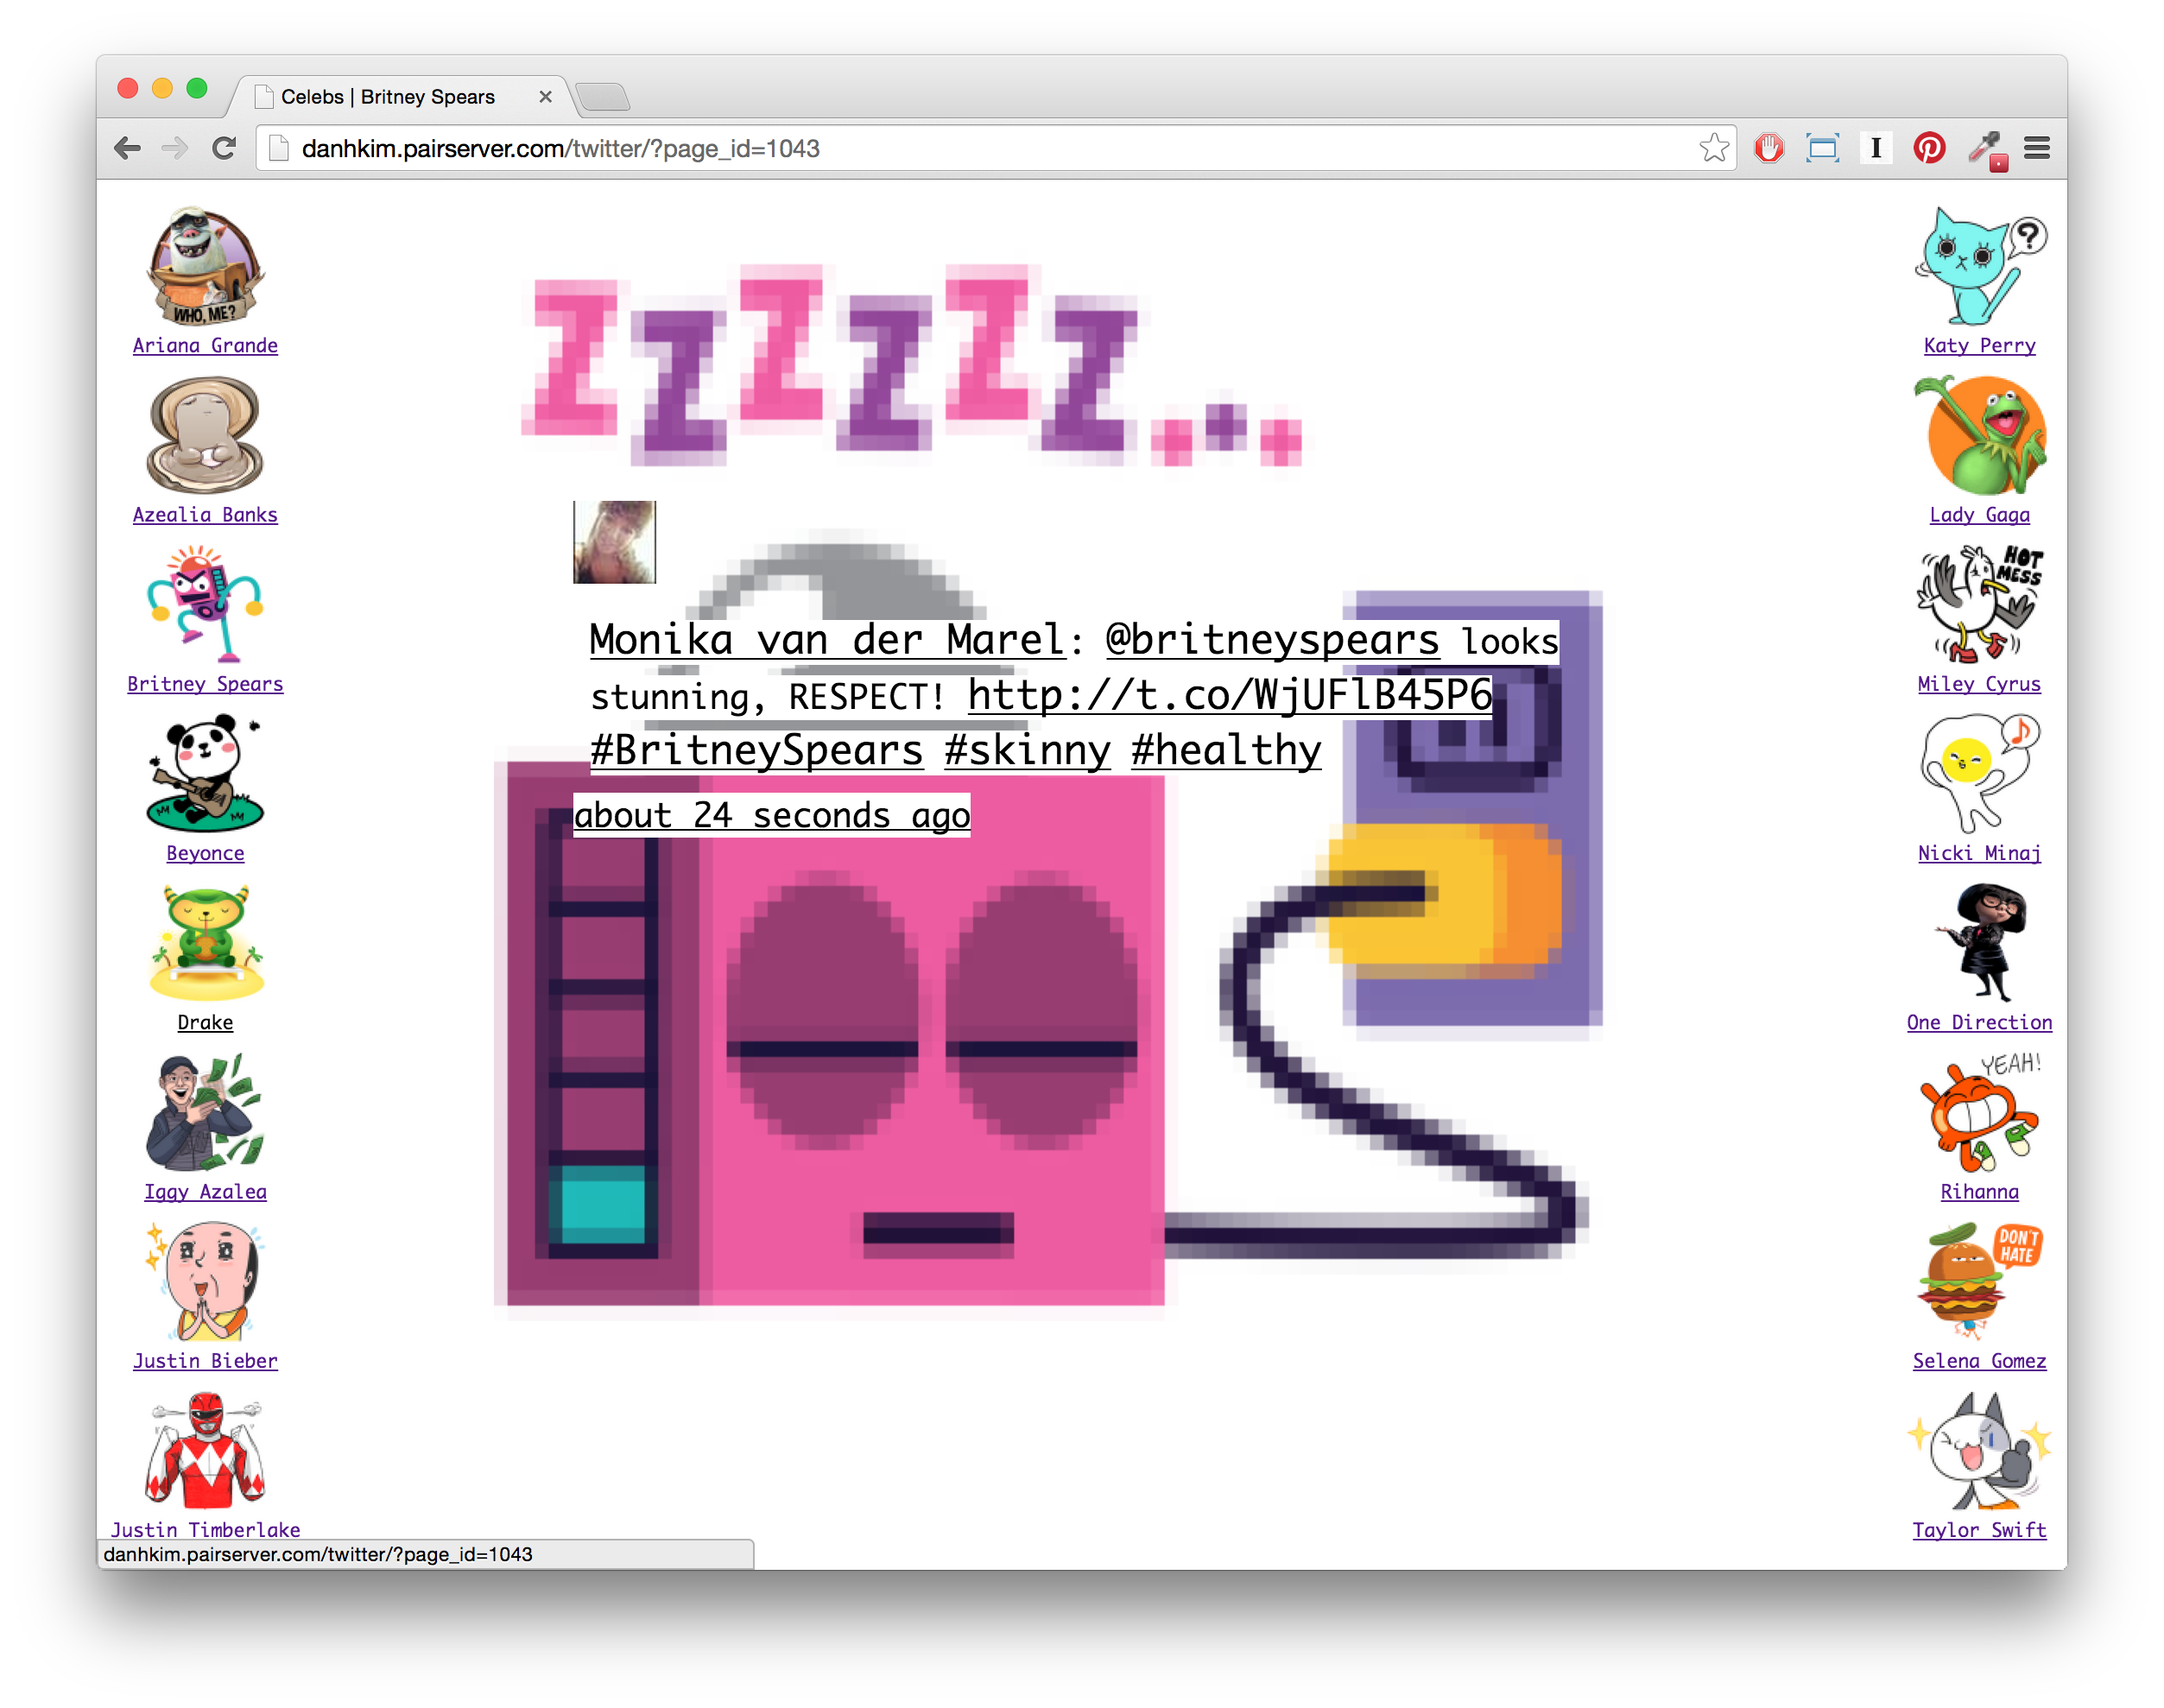 Celebs | Britney Spears
danhkim.pairserver.com/twitter/?page_id=1043
I
WHO, ME?
Ariana Grande
Azealia Banks
Britney Spears
Beyonce
Drake
Iggy Azalea
Justin Bieber
Justin Timberlake
ZZZZZZ...
Monika van der Marel: @britneyspears looks
stunning, RESPECT! http://t.co/WjUFlB45P6
#BritneySpears #skinny #healthy
about 24 seconds ago
?
Katy Perry
Lady Gaga
HOT
MESS
Miley Cyrus
Nicki Minaj
One Direction
YEAH!
Rihanna
DON'T
HATE
Selena Gomez
Taylor Swift
danhkim.pairserver.com/twitter/?page_id=1043